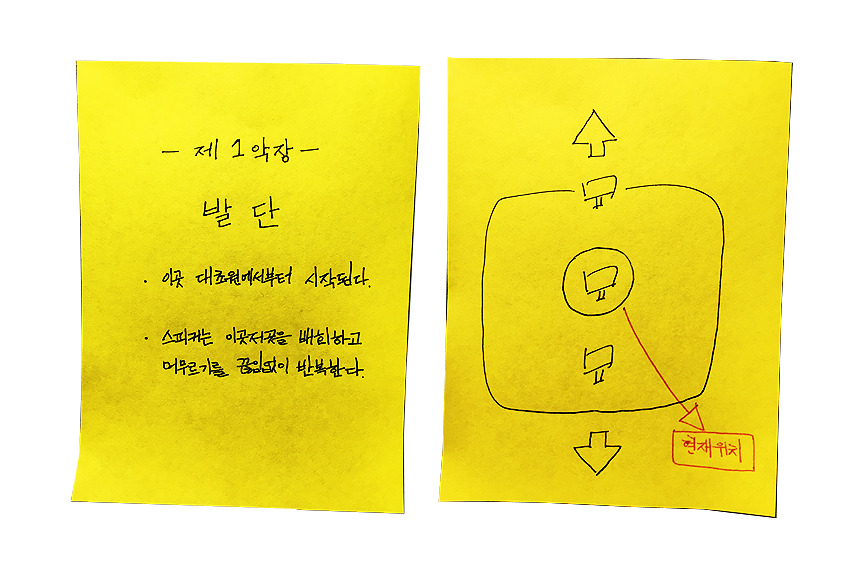 - 제 1악장 -
발 단
· 이곳 대초원에서부터 시작된다.
· 스피커는 이곳저곳을 배회하고
머무르기를 끊임없이 반복한다.
현재위치